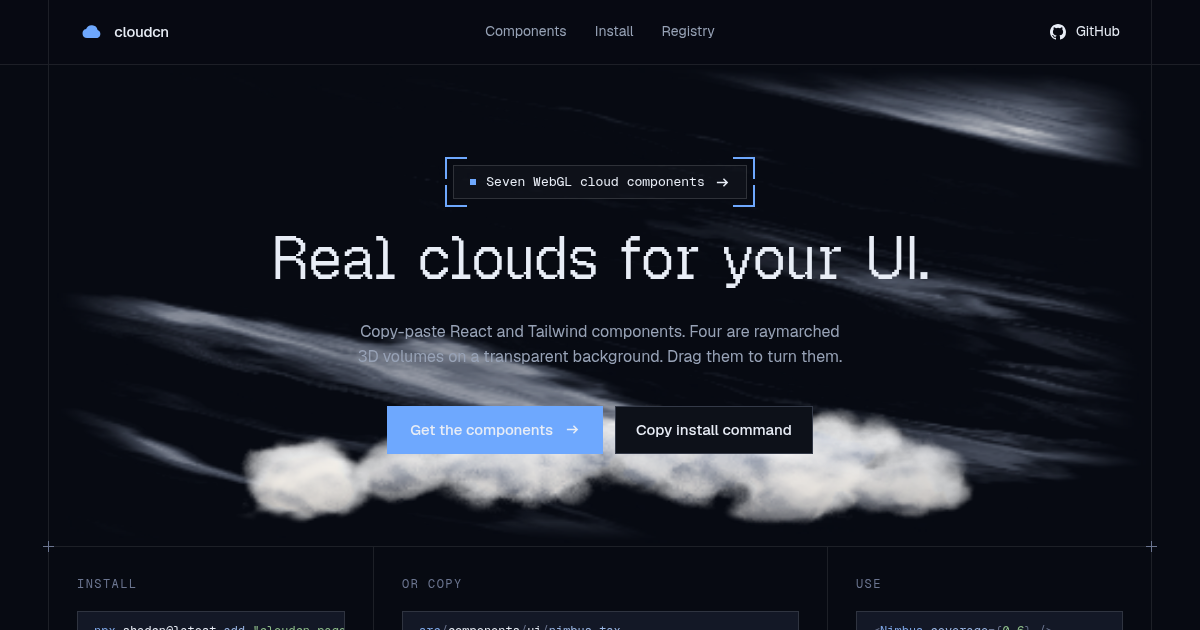 cloudcn
Components Install Registry
GitHub
Seven WebGL cloud components →
Real clouds for your UI.
Copy-paste React and Tailwind components. Four are raymarched
3D volumes on a transparent background. Drag them to turn them.
Get the components →
Copy install command
INSTALL
OR COPY
USE